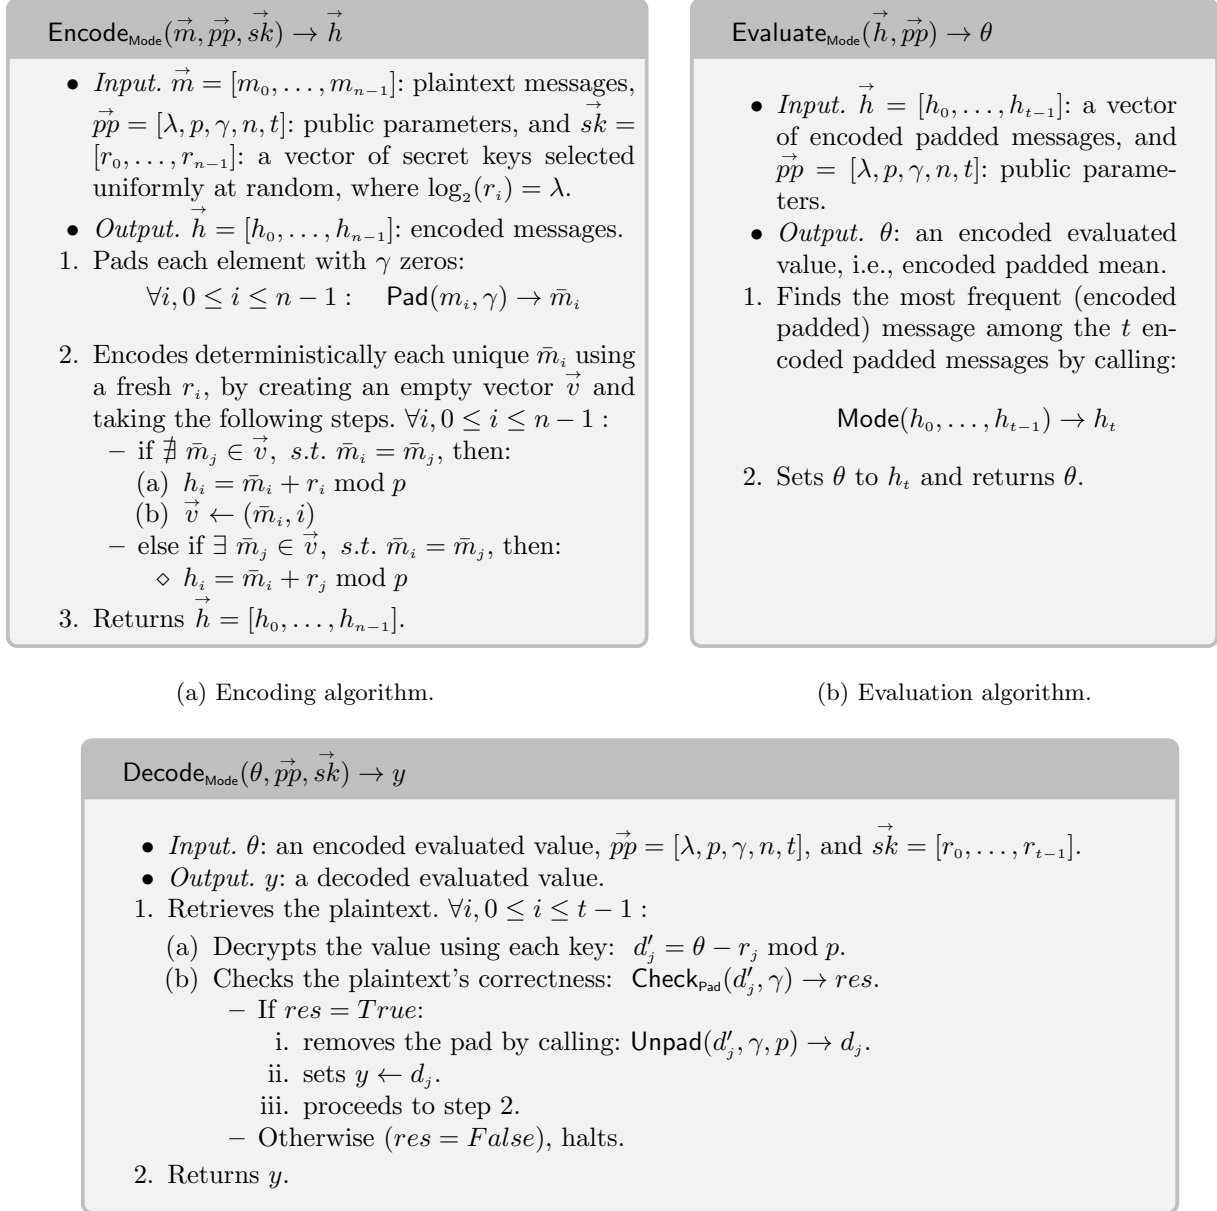 Encode_Mode(m⃗, pp⃗, sk⃗) → h⃗
• Input. m⃗ = [m_0, . . . , m_{n−1}]: plaintext messages,
pp⃗ = [λ, p, γ, n, t]: public parameters, and sk⃗ =
[r_0, . . . , r_{n−1}]: a vector of secret keys selected
uniformly at random, where log_2(r_i) = λ.
• Output. h⃗ = [h_0, . . . , h_{n−1}]: encoded messages.
1. Pads each element with γ zeros:
∀i, 0 ≤ i ≤ n − 1 : Pad(m_i, γ) → m̄_i
2. Encodes deterministically each unique m̄_i using
a fresh r_i, by creating an empty vector v⃗ and
taking the following steps. ∀i, 0 ≤ i ≤ n − 1 :
– if ∄ m̄_j ∈ v⃗, s.t. m̄_i = m̄_j, then:
(a) h_i = m̄_i + r_i mod p
(b) v⃗ ← (m̄_i, i)
– else if ∃ m̄_j ∈ v⃗, s.t. m̄_i = m̄_j, then:
⋄ h_i = m̄_i + r_j mod p
3. Returns h⃗ = [h_0, . . . , h_{n−1}].
(a) Encoding algorithm.
Evaluate_Mode(h⃗, pp⃗) → θ
• Input. h⃗ = [h_0, . . . , h_{t−1}]: a vector
of encoded padded messages, and
pp⃗ = [λ, p, γ, n, t]: public parame-
ters.
• Output. θ: an encoded evaluated
value, i.e., encoded padded mean.
1. Finds the most frequent (encoded
padded) message among the t en-
coded padded messages by calling:
Mode(h_0, . . . , h_{t−1}) → h_t
2. Sets θ to h_t and returns θ.
(b) Evaluation algorithm.
Decode_Mode(θ, pp⃗, sk⃗) → y
• Input. θ: an encoded evaluated value, pp⃗ = [λ, p, γ, n, t], and sk⃗ = [r_0, . . . , r_{t−1}].
• Output. y: a decoded evaluated value.
1. Retrieves the plaintext. ∀i, 0 ≤ i ≤ t − 1 :
(a) Decrypts the value using each key: d′_j = θ − r_j mod p.
(b) Checks the plaintext's correctness: Check_Pad(d′_j, γ) → res.
– If res = True:
i. removes the pad by calling: Unpad(d′_j, γ, p) → d_j.
ii. sets y ← d_j.
iii. proceeds to step 2.
– Otherwise (res = False), halts.
2. Returns y.